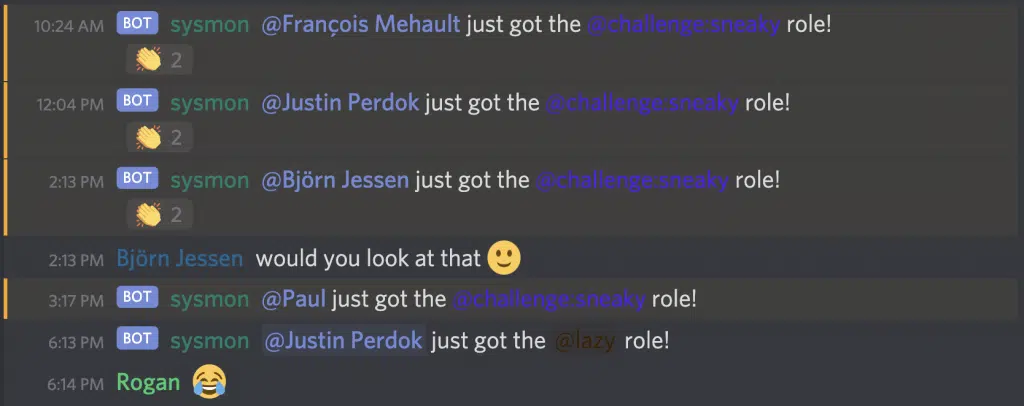 10:24 AM BOT sysmon @François Mehault just got the @challenge:sneaky role!
👏 2
12:04 PM BOT sysmon @Justin Perdok just got the @challenge:sneaky role!
👏 2
2:13 PM BOT sysmon @Björn Jessen just got the @challenge:sneaky role!
👏 2
2:13 PM Björn Jessen would you look at that 🙂
3:17 PM BOT sysmon @Paul just got the @challenge:sneaky role!
6:13 PM BOT sysmon @Justin Perdok just got the @lazy role!
6:14 PM Rogan 😂